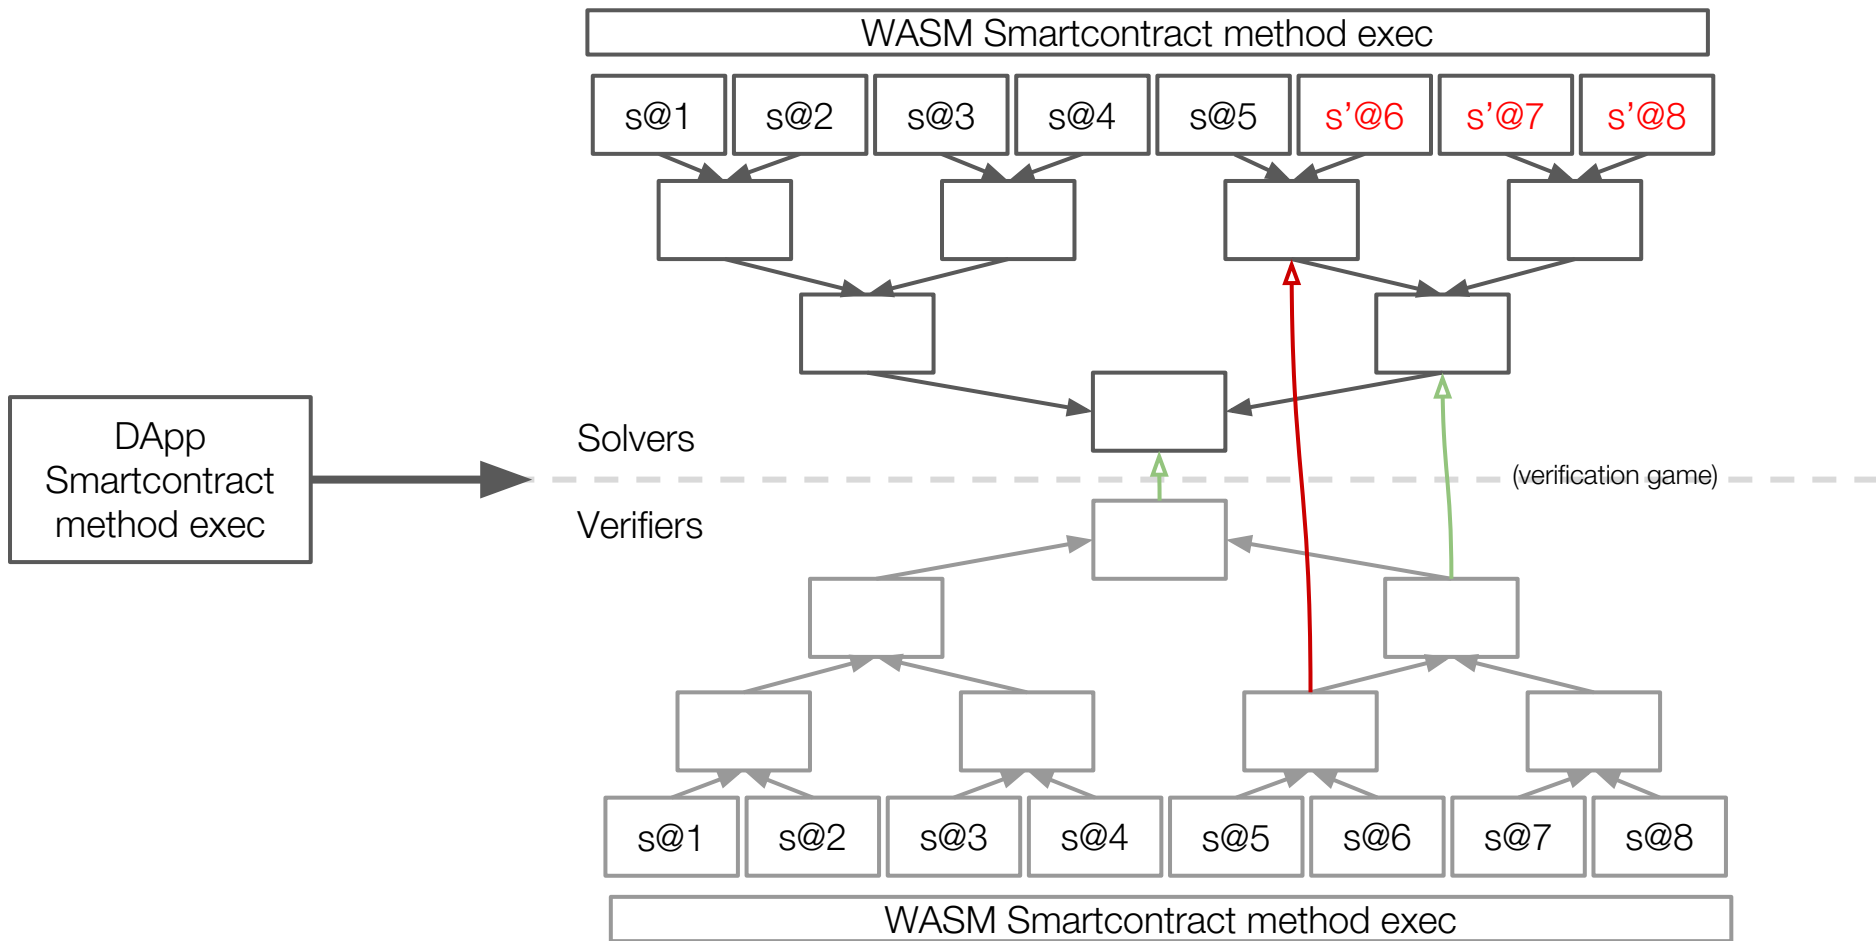 WASM Smartcontract method exec
s@1 s@2 s@3 s@4 s@5 s’@6 s’@7 s’@8
DApp
Smartcontract
method exec
Solvers
(verification game)
Verifiers
s@1 s@2 s@3 s@4 s@5 s@6 s@7 s@8
WASM Smartcontract method exec